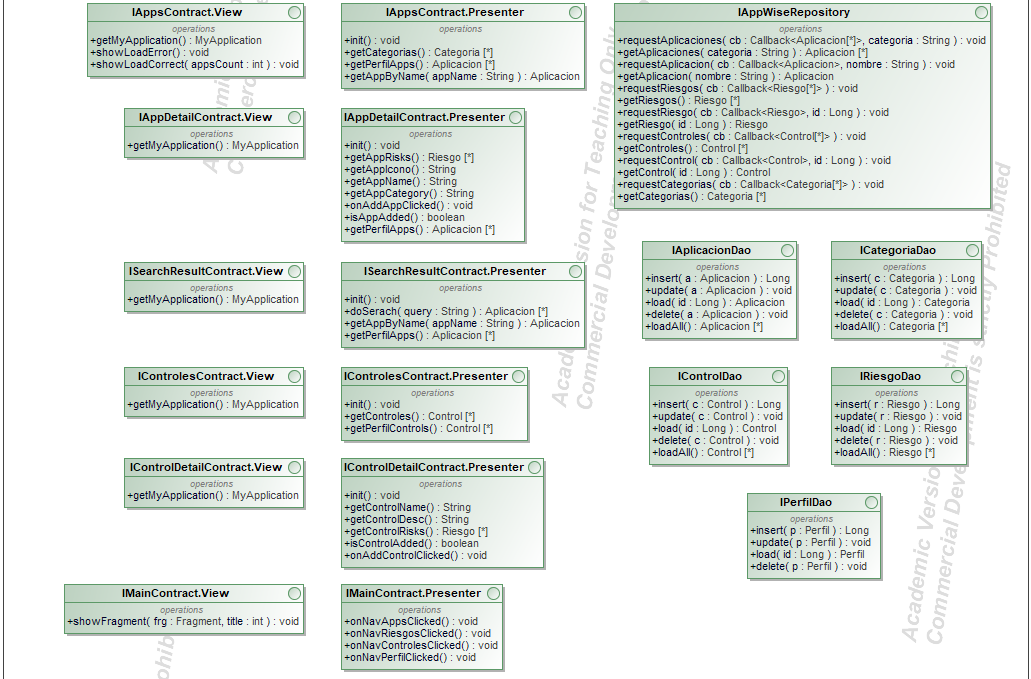 IAppsContract.View
operations
+getMyApplication() : MyApplication
+showLoadError() : void
+showLoadCorrect( appsCount : int ) : void
IAppsContract.Presenter
operations
+init() : void
+getCategorias() : Categoria [*]
+getPerfilApps() : Aplicacion [*]
+getAppByName( appName : String ) : Aplicacion
IAppWiseRepository
operations
+requestAplicaciones( cb : Callback<Aplicacion[*]>, categoria : String ) : void
+getAplicaciones( categoria : String ) : Aplicacion [*]
+requestAplicacion( cb : Callback<Aplicacion>, nombre : String ) : void
+getAplicacion( nombre : String ) : Aplicacion
+requestRiesgos( cb : Callback<Riesgo[*]> ) : void
+getRiesgos() : Riesgo [*]
+requestRiesgo( cb : Callback<Riesgo>, id : Long ) : void
+getRiesgo( id : Long ) : Riesgo
+requestControles( cb : Callback<Control[*]> ) : void
+getControles() : Control [*]
+requestControl( cb : Callback<Control>, id : Long ) : void
+getControl( id : Long ) : Control
+requestCategorias( cb : Callback<Categoria[*]> ) : void
+getCategorias() : Categoria [*]
IAppDetailContract.View
operations
+getMyApplication() : MyApplication
IAppDetailContract.Presenter
operations
+init() : void
+getAppRisks() : Riesgo [*]
+getAppIcono() : String
+getAppName() : String
+getAppCategory() : String
+onAddAppClicked() : void
+isAppAdded() : boolean
+getPerfilApps() : Aplicacion [*]
ISearchResultContract.View
operations
+getMyApplication() : MyApplication
ISearchResultContract.Presenter
operations
+init() : void
+doSerach( query : String ) : Aplicacion [*]
+getAppByName( appName : String ) : Aplicacion
+getPerfilApps() : Aplicacion [*]
IAplicacionDao
operations
+insert( a : Aplicacion ) : Long
+update( a : Aplicacion ) : void
+load( id : Long ) : Aplicacion
+delete( a : Aplicacion ) : void
+loadAll() : Aplicacion [*]
ICategoriaDao
operations
+insert( c : Categoria ) : Long
+update( c : Categoria ) : void
+load( id : Long ) : Categoria
+delete( c : Categoria ) : void
+loadAll() : Categoria [*]
IControlesContract.View
operations
+getMyApplication() : MyApplication
IControlesContract.Presenter
operations
+init() : void
+getControles() : Control [*]
+getPerfilControls() : Control [*]
IControlDao
operations
+insert( c : Control ) : Long
+update( c : Control ) : void
+load( id : Long ) : Control
+delete( c : Control ) : void
+loadAll() : Control [*]
IRiesgoDao
operations
+insert( r : Riesgo ) : Long
+update( r : Riesgo ) : void
+load( id : Long ) : Riesgo
+delete( r : Riesgo ) : void
+loadAll() : Riesgo [*]
IControlDetailContract.View
operations
+getMyApplication() : MyApplication
IControlDetailContract.Presenter
operations
+init() : void
+getControlName() : String
+getControlDesc() : String
+getControlRisks() : Riesgo [*]
+isControlAdded() : boolean
+onAddControlClicked() : void
IPerfilDao
operations
+insert( p : Perfil ) : Long
+update( p : Perfil ) : void
+load( id : Long ) : Perfil
+delete( p : Perfil ) : void
IMainContract.View
operations
+showFragment( frg : Fragment, title : int ) : void
IMainContract.Presenter
operations
+onNavAppsClicked() : void
+onNavRiesgosClicked() : void
+onNavControlesClicked() : void
+onNavPerfilClicked() : void
for Teaching Only
Commercial
Academic
Commercial
is strictly Prohibited